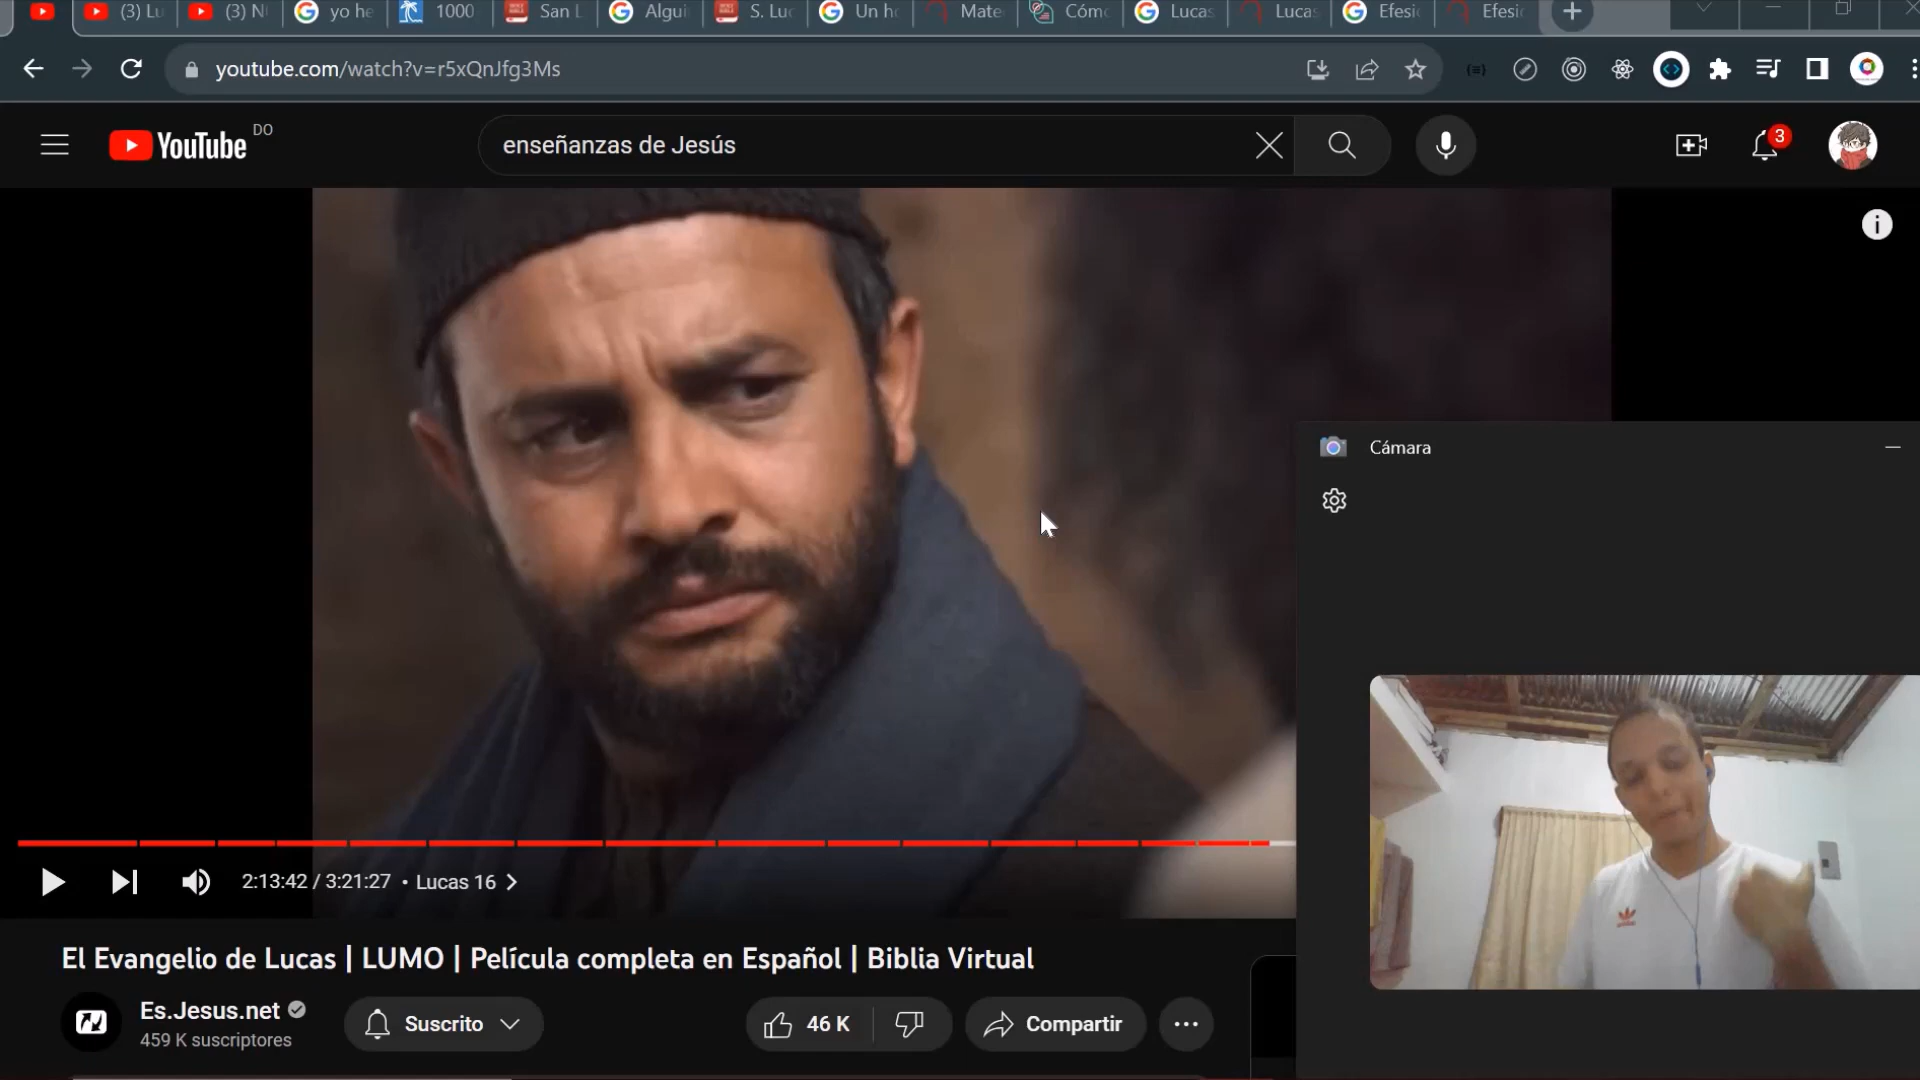 (3) Lu
(3) N
yo he
1000
San L
Algui
S. Luc
Un ho
Mate
Cómo
Lucas
Lucas
Efesi
Efesi
youtube.com/watch?v=r5xQnJfg3Ms
YouTube DO
enseñanzas de Jesús
3
Cámara
2:13:42 / 3:21:27 • Lucas 16
El Evangelio de Lucas | LUMO | Película completa en Español | Biblia Virtual
Es.Jesus.net
459 K suscriptores
Suscrito
46 K
Compartir